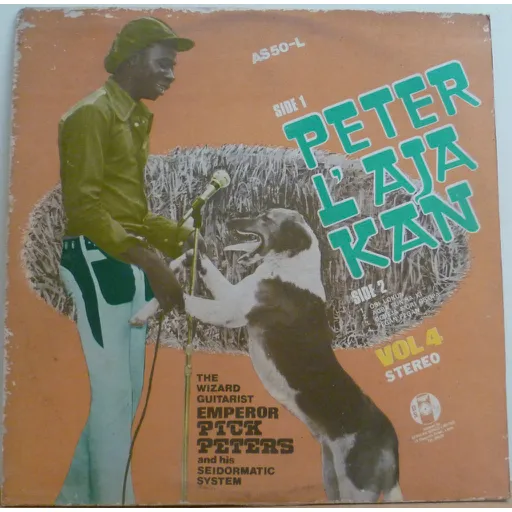 AS50-L
SIDE 1
PETER
L'AJA
KAN
SIDE 2
VOL. 4
STEREO
THE
WIZARD
GUITARIST
EMPEROR
PICK
PETERS
and his
SEIDORMATIC
SYSTEM